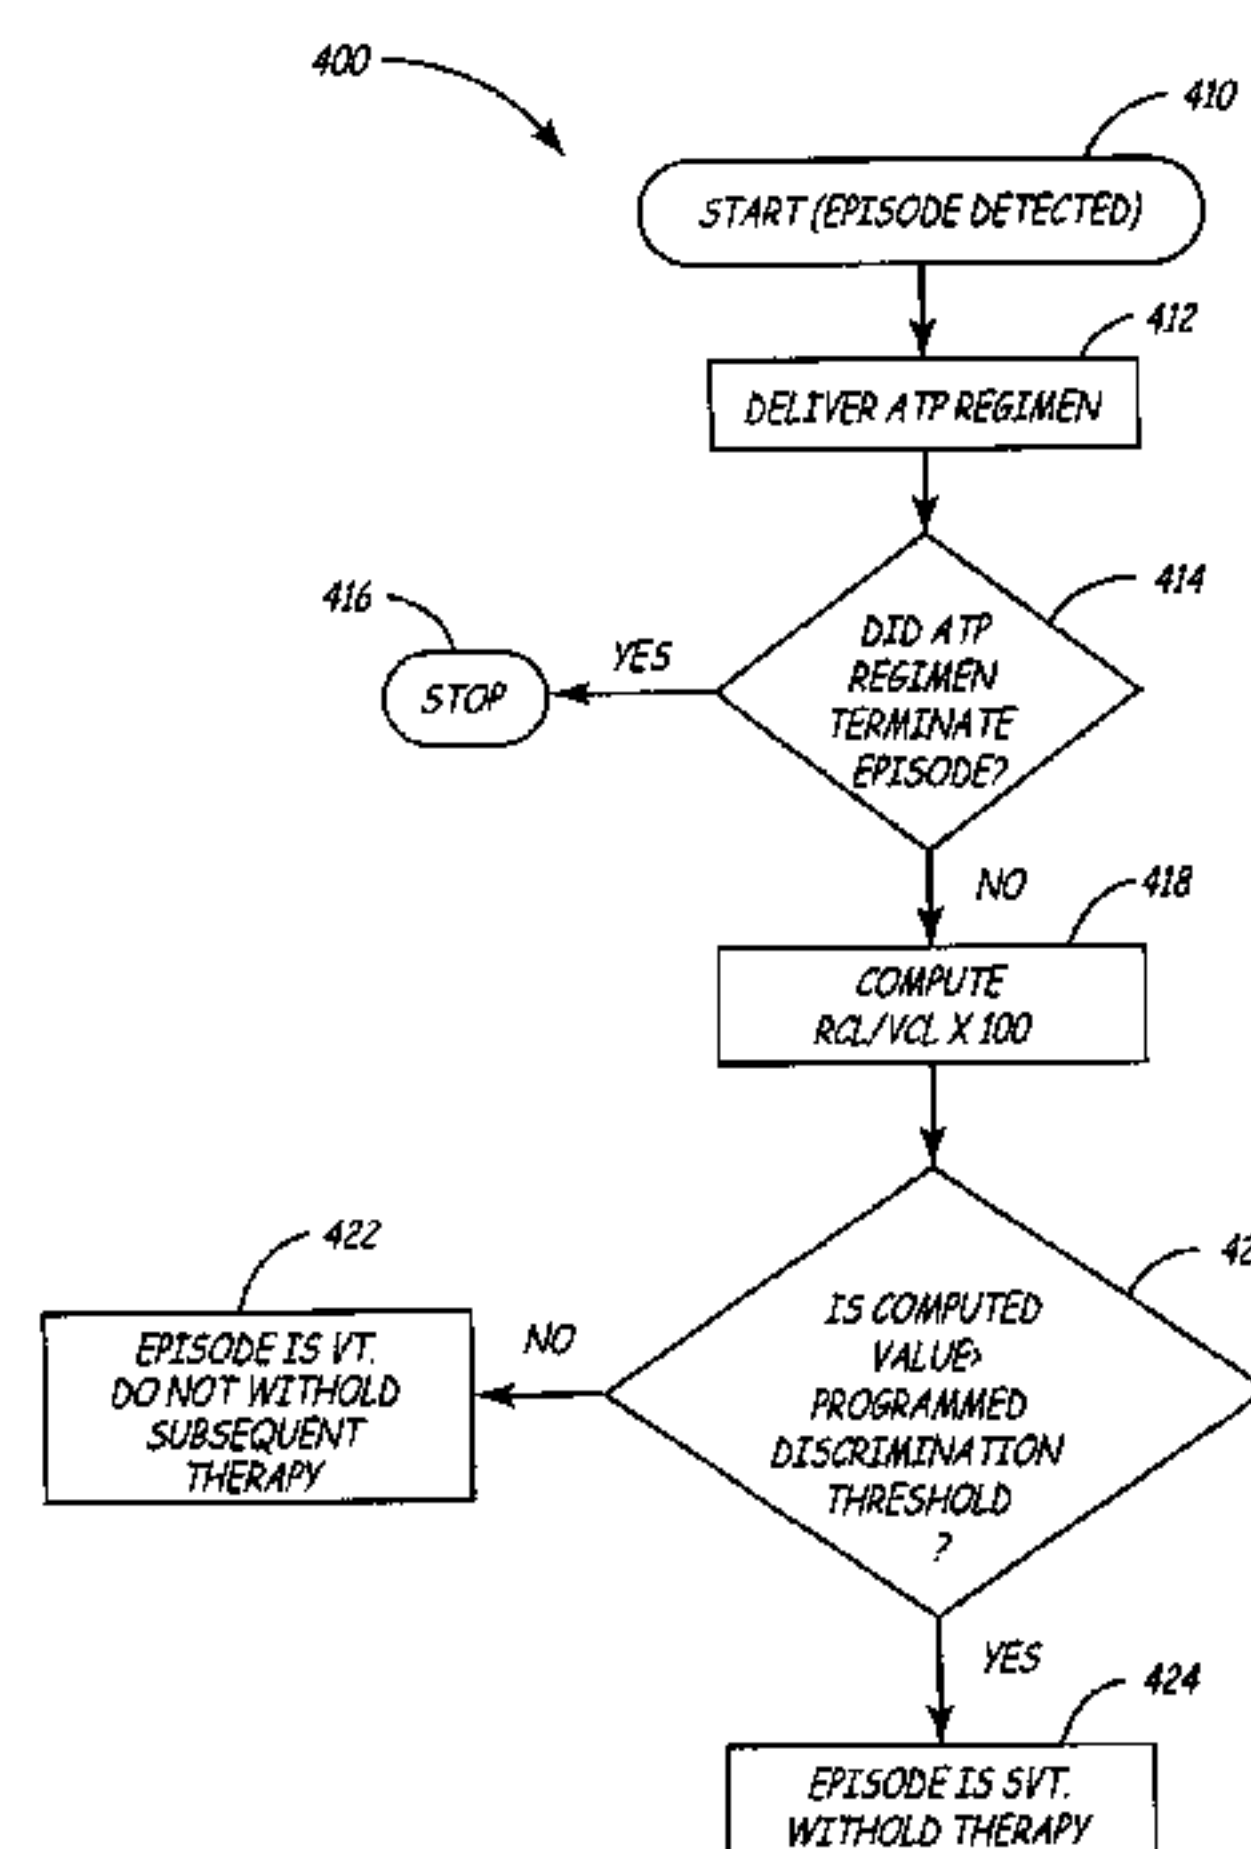 400
410
START (EPISODE DETECTED)
412
DELIVER ATP REGIMEN
414
DID ATP
REGIMEN
TERMINATE
EPISODE?
416
YES
STOP
NO
418
COMPUTE
RCL/VCL X 100
422
EPISODE IS VT.
DO NOT WITHOLD
SUBSEQUENT
THERAPY
NO
IS COMPUTED
VALUE>
PROGRAMMED
DISCRIMINATION
THRESHOLD
?
YES
424
EPISODE IS SVT.
WITHOLD THERAPY